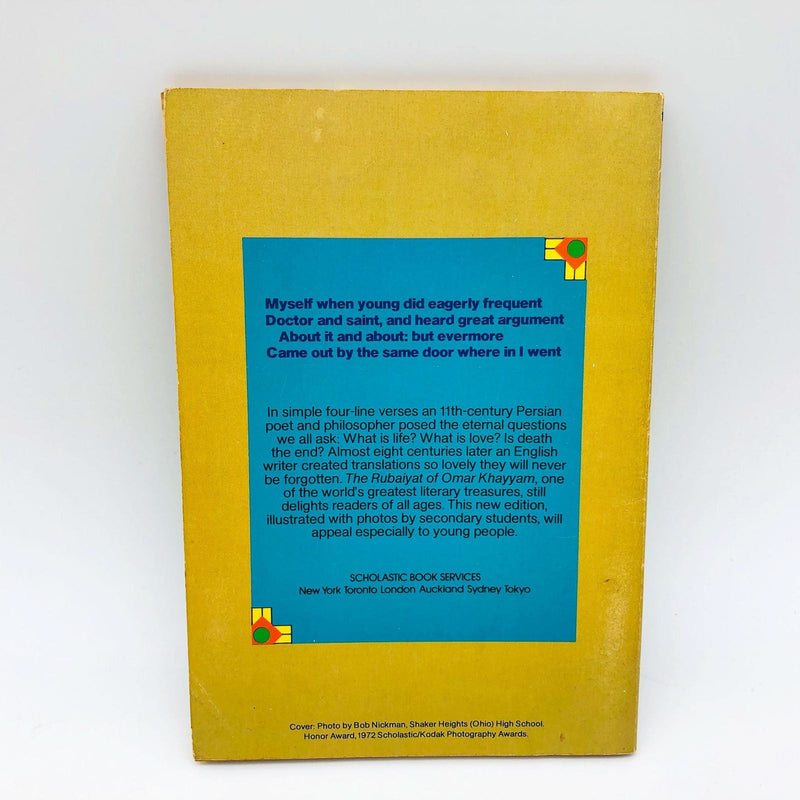 Myself when young did eagerly frequent
Doctor and saint, and heard great argument
About it and about: but evermore
Came out by the same door where in I went
In simple four-line verses an 11th-century Persian
poet and philosopher posed the eternal questions
we all ask: What is life? What is love? Is death
the end? Almost eight centuries later an English
writer created translations so lovely they will never
be forgotten. The Rubaiyat of Omar Khayyam, one
of the world's greatest literary treasures, still
delights readers of all ages. This new edition,
illustrated with photos by secondary students, will
appeal especially to young people.
SCHOLASTIC BOOK SERVICES
New York Toronto London Auckland Sydney Tokyo
Cover: Photo by Bob Nickman, Shaker Heights (Ohio) High School.
Honor Award, 1972 Scholastic/Kodak Photography Awards.